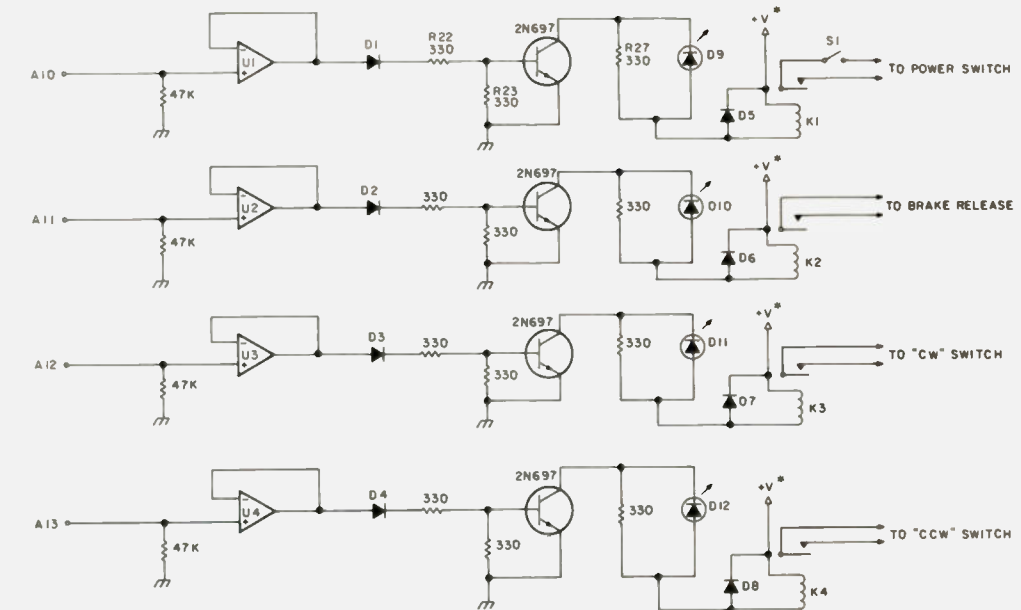 2N697
+V*
D1
R22
330
R27
330
D9
S1
A10
U1
TO POWER SWITCH
47K
R23
330
D5
K1
2N697
+V*
D2
330
A11
U2
330
D10
TO BRAKE RELEASE
47K
330
D6
K2
2N697
+V*
D3
330
A12
U3
330
D11
TO "CW" SWITCH
47K
330
D7
K3
2N697
+V*
D4
330
A13
U4
330
D12
TO "CCW" SWITCH
47K
330
D8
K4